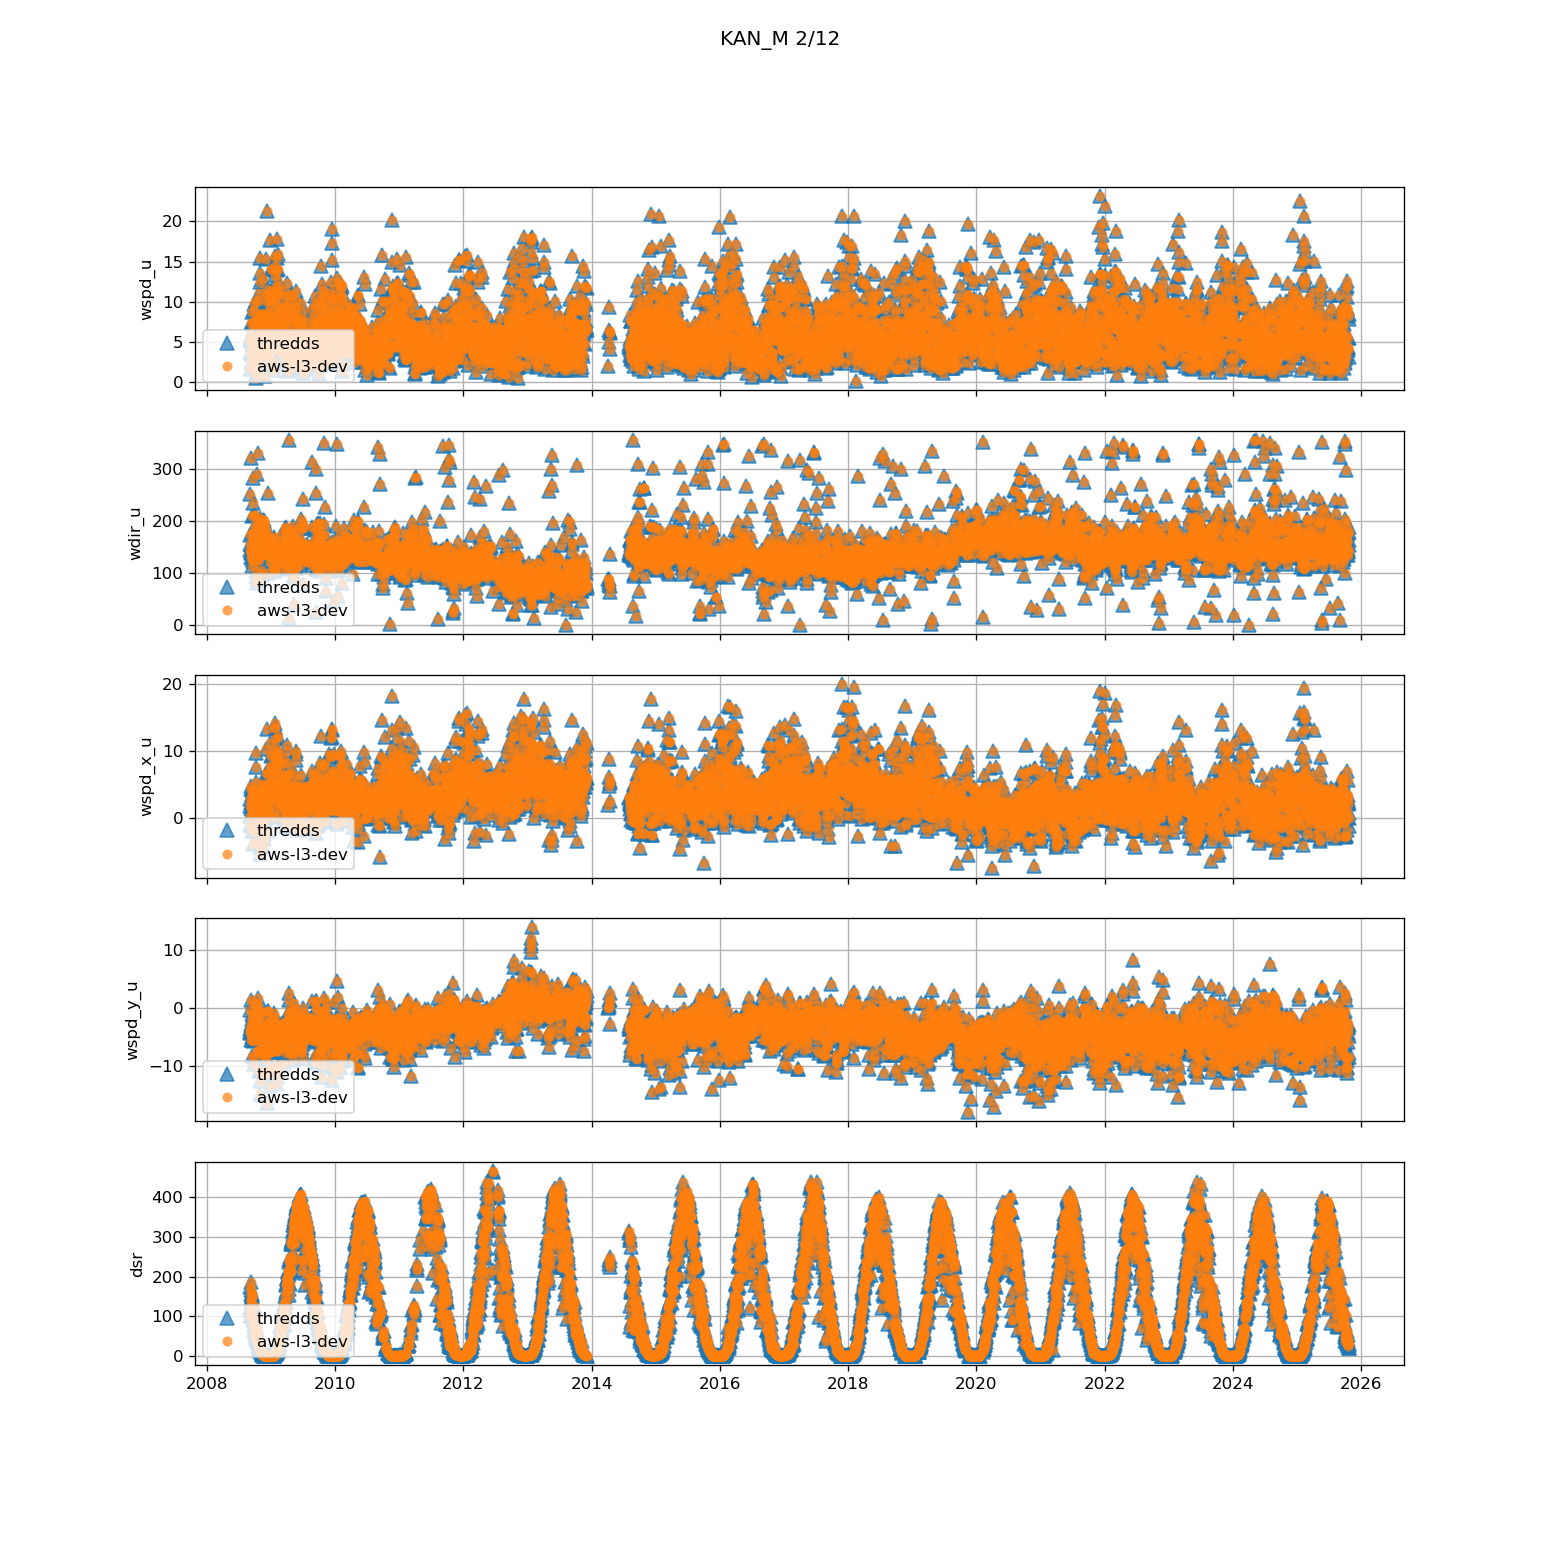 KAN_M 2/12
20
15
10
5
0
wspd_u
thredds
aws-l3-dev
300
200
100
0
wdir_u
thredds
aws-l3-dev
20
10
0
wspd_x_u
thredds
aws-l3-dev
10
0
−10
wspd_y_u
thredds
aws-l3-dev
400
300
200
100
0
dsr
thredds
aws-l3-dev
2008 2010 2012 2014 2016 2018 2020 2022 2024 2026